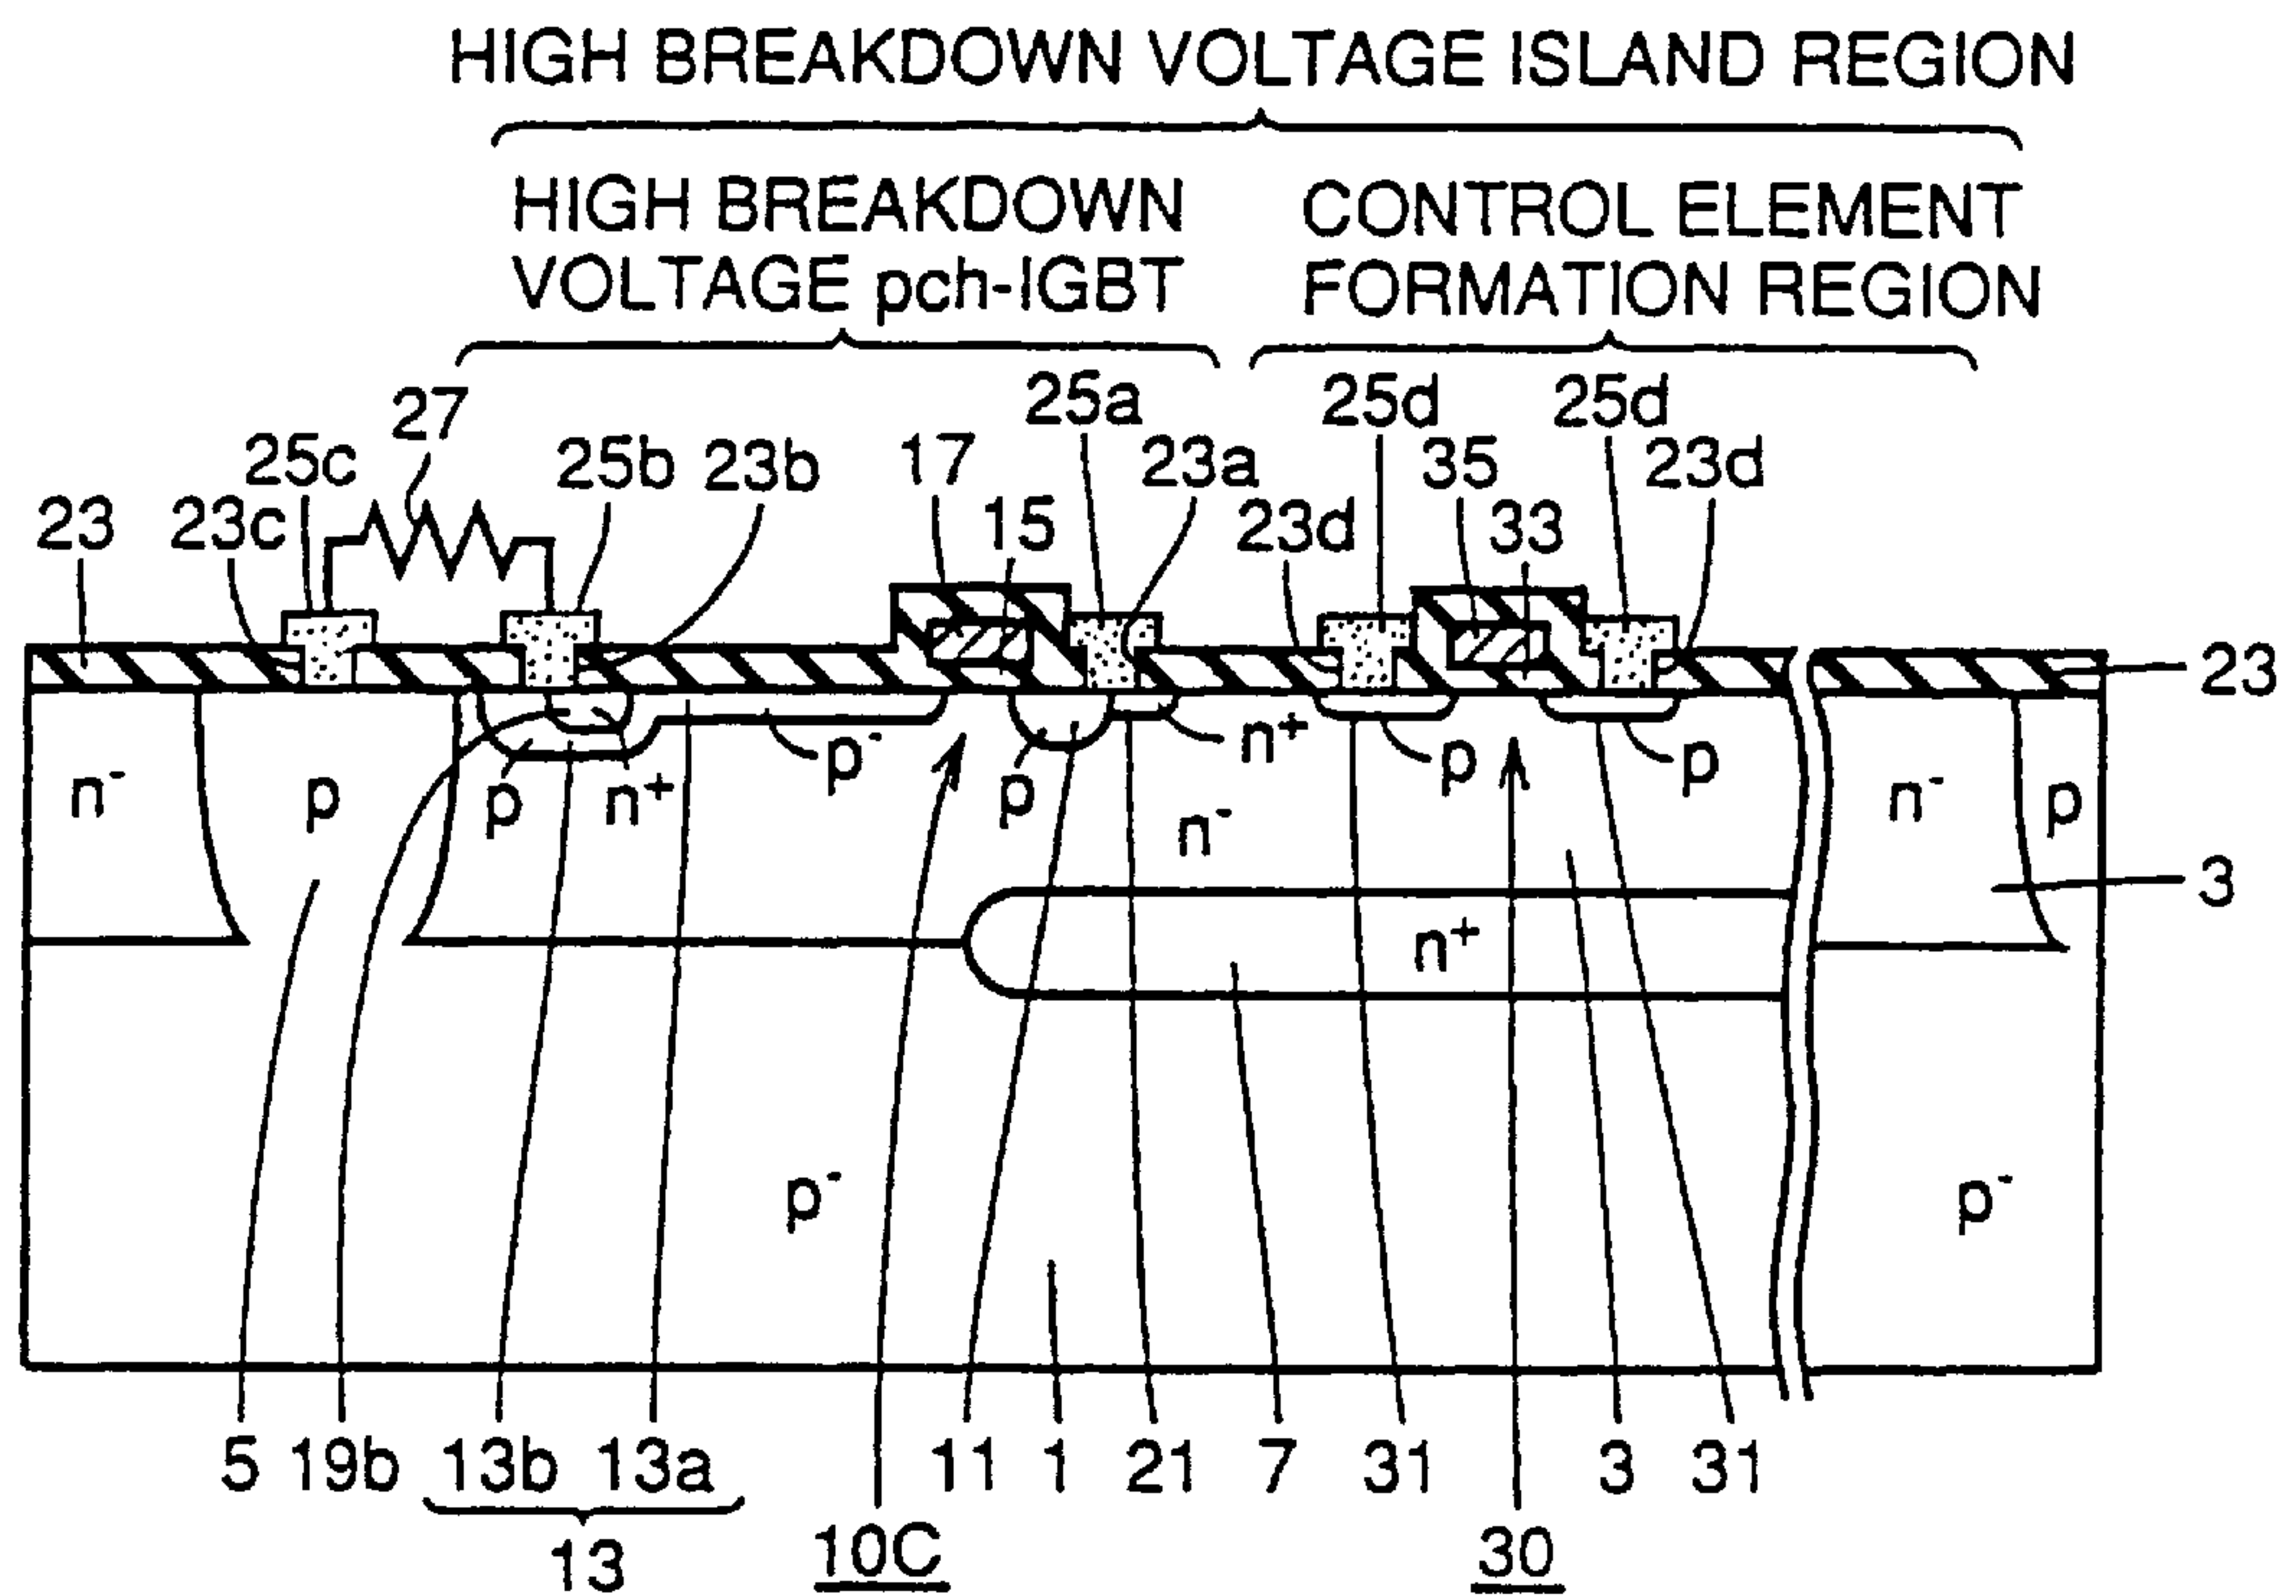 HIGH BREAKDOWN VOLTAGE ISLAND REGION
HIGH BREAKDOWN
VOLTAGE pch-IGBT
CONTROL ELEMENT
FORMATION REGION
27 25a 25d 25d
25c 25b 23b 17 23a 35 23d
23 23c 15 23d 33
23
n⁻ p p n⁺ p⁻ p n⁺ n⁻ p p n⁻ p
3
n⁺
p⁻ p⁻
5 19b 13b 13a 11 1 21 7 31 3 31
13 10C 30